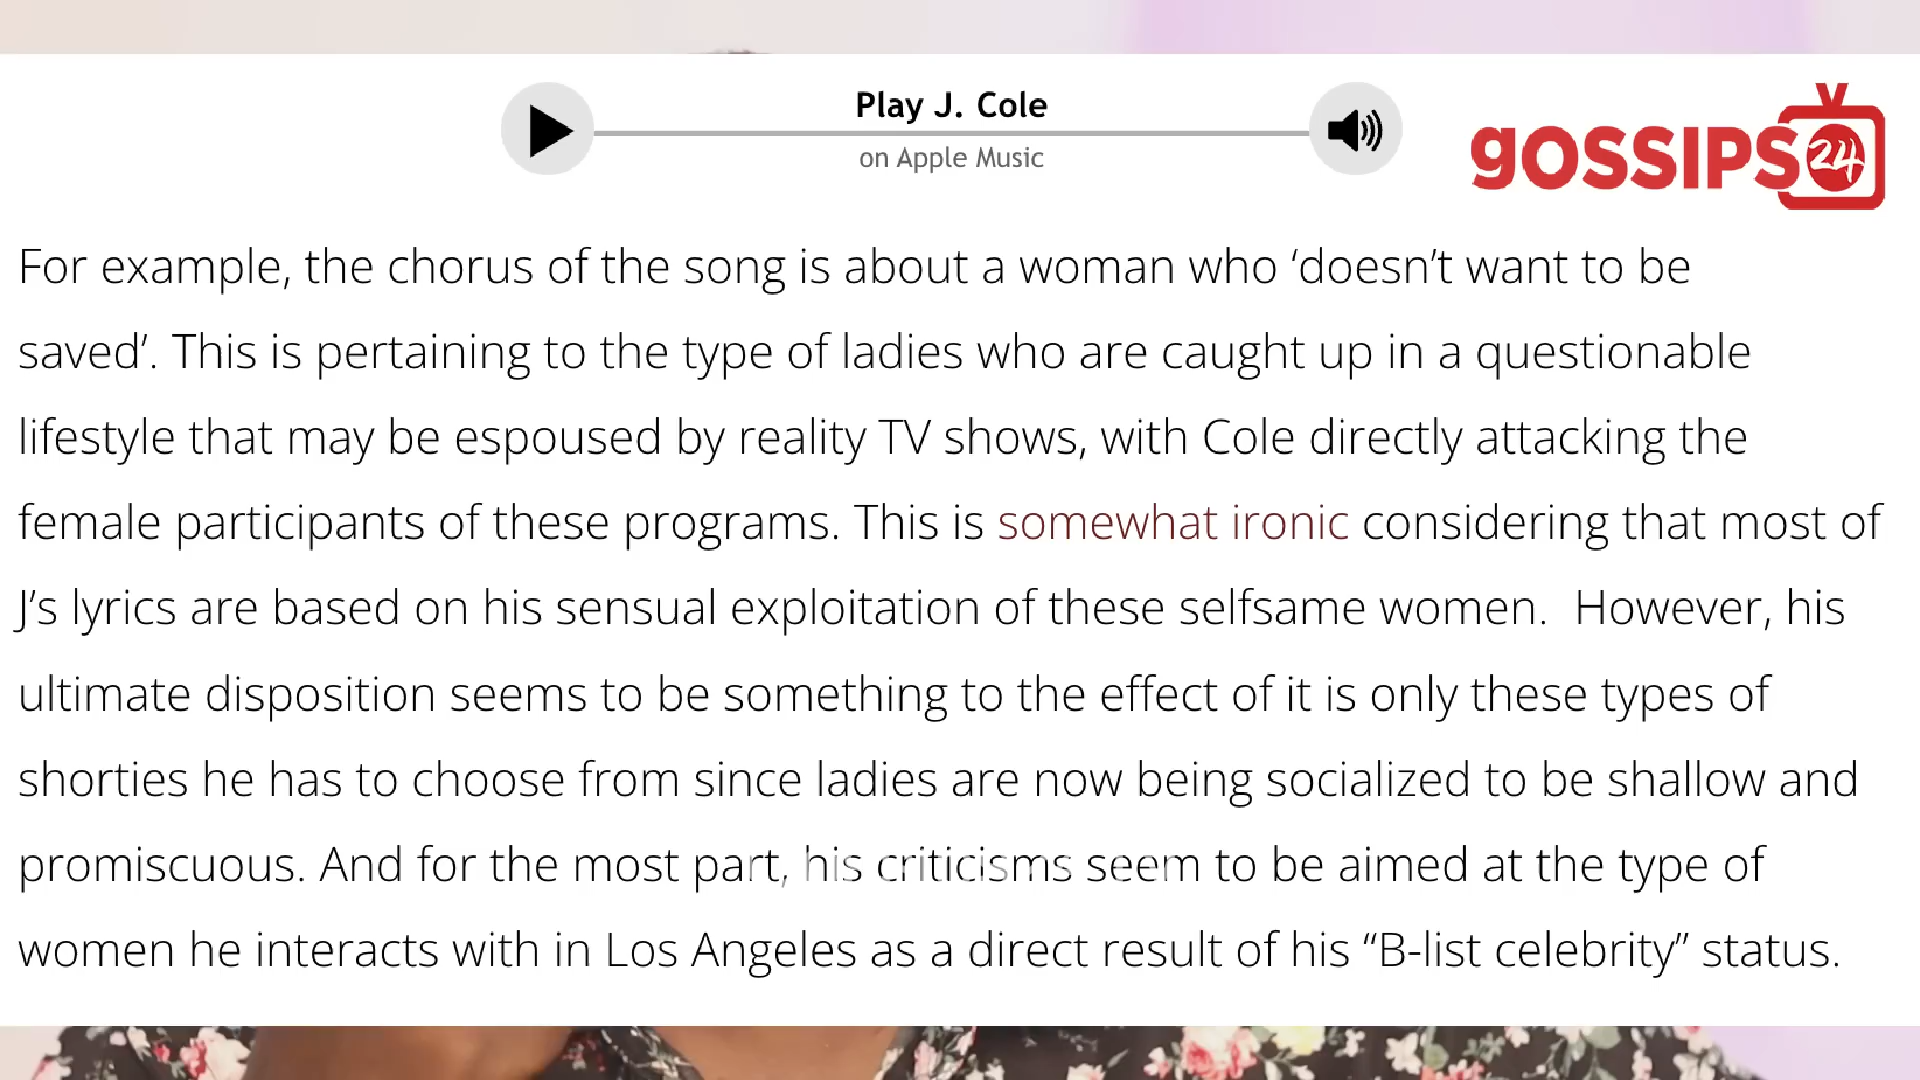 Play J. Cole
on Apple Music
gOSSIPS 24
For example, the chorus of the song is about a woman who ‘doesn’t want to be
saved’. This is pertaining to the type of ladies who are caught up in a questionable
lifestyle that may be espoused by reality TV shows, with Cole directly attacking the
female participants of these programs. This is somewhat ironic considering that most of
J’s lyrics are based on his sensual exploitation of these selfsame women.  However, his
ultimate disposition seems to be something to the effect of it is only these types of
shorties he has to choose from since ladies are now being socialized to be shallow and
promiscuous. And for the most part, his criticisms seem to be aimed at the type of
women he interacts with in Los Angeles as a direct result of his “B-list celebrity” status.